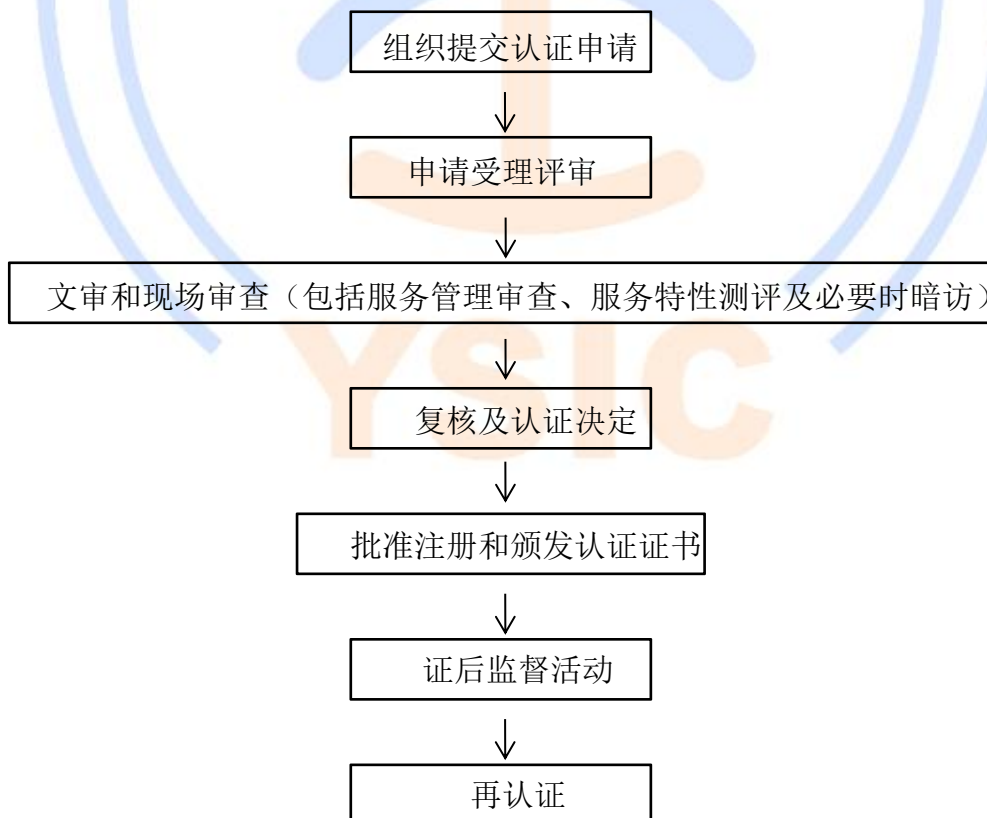 组织提交认证申请
申请受理评审
文审和现场审查（包括服务管理审查、服务特性测评及必要时暗访）
YSIC
复核及认证决定
批准注册和颁发认证证书
证后监督活动
再认证